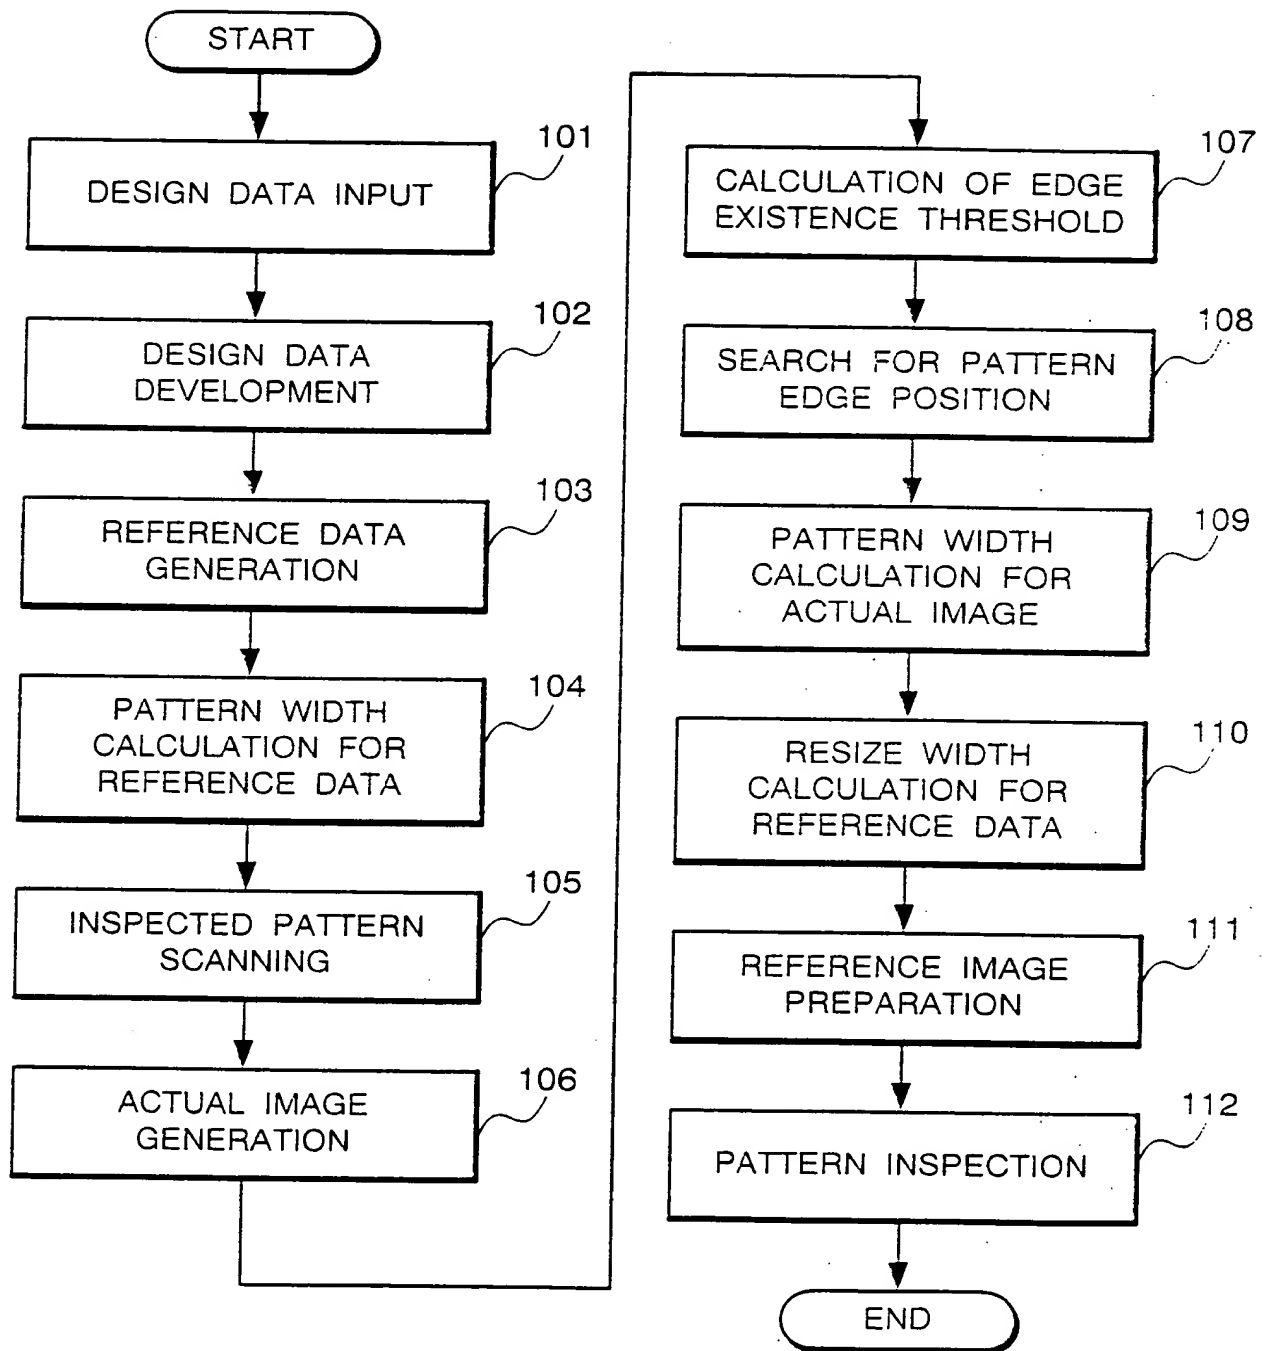 START
101
DESIGN DATA INPUT
102
DESIGN DATA
DEVELOPMENT
103
REFERENCE DATA
GENERATION
104
PATTERN WIDTH
CALCULATION FOR
REFERENCE DATA
105
INSPECTED PATTERN
SCANNING
106
ACTUAL IMAGE
GENERATION
107
CALCULATION OF EDGE
EXISTENCE THRESHOLD
108
SEARCH FOR PATTERN
EDGE POSITION
109
PATTERN WIDTH
CALCULATION FOR
ACTUAL IMAGE
110
RESIZE WIDTH
CALCULATION FOR
REFERENCE DATA
111
REFERENCE IMAGE
PREPARATION
112
PATTERN INSPECTION
END